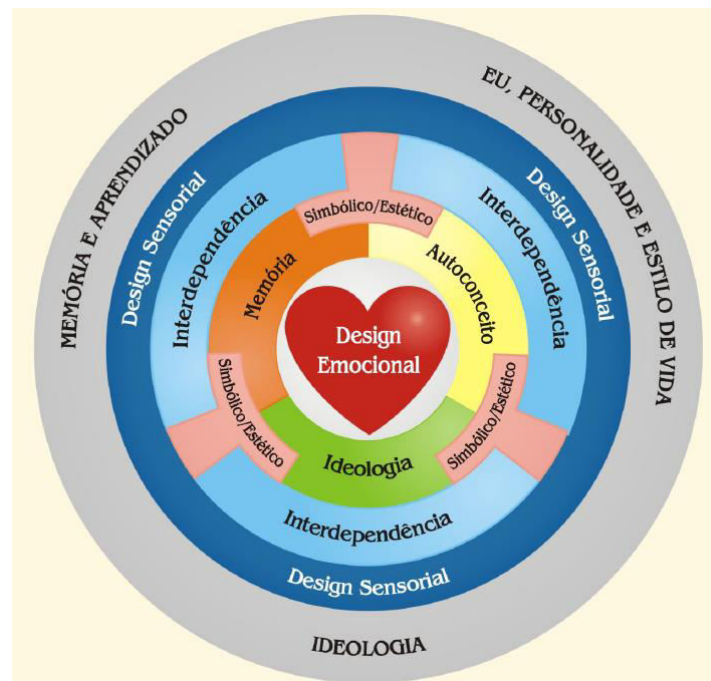 EU, PERSONALIDADE E ESTILO DE VIDA
MEMÓRIA E APRENDIZADO
Design Sensorial
Design Sensorial
Interdependência
Interdependência
Simbólico/Estético
Memória
Autoconceito
Design
Emocional
Simbólico/Estético
Simbólico/Estético
Ideologia
Interdependência
Design Sensorial
IDEOLOGIA